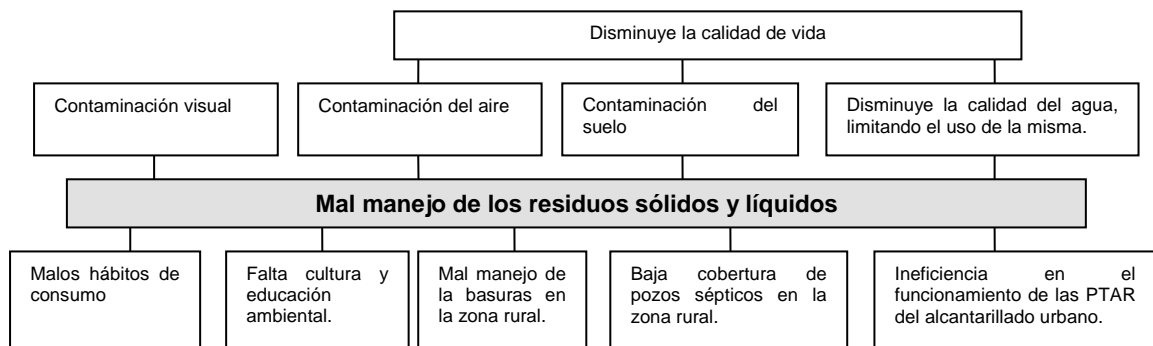 Disminuye la calidad de vida
Contaminación visual
Contaminación del aire
Contaminación del
suelo
Disminuye la calidad del agua,
limitando el uso de la misma.
Mal manejo de los residuos sólidos y líquidos
Malos hábitos de
consumo
Falta cultura y
educación
ambiental.
Mal manejo de
la basuras en
la zona rural.
Baja cobertura de
pozos sépticos en la
zona rural.
Ineficiencia en el
funcionamiento de las PTAR
del alcantarillado urbano.